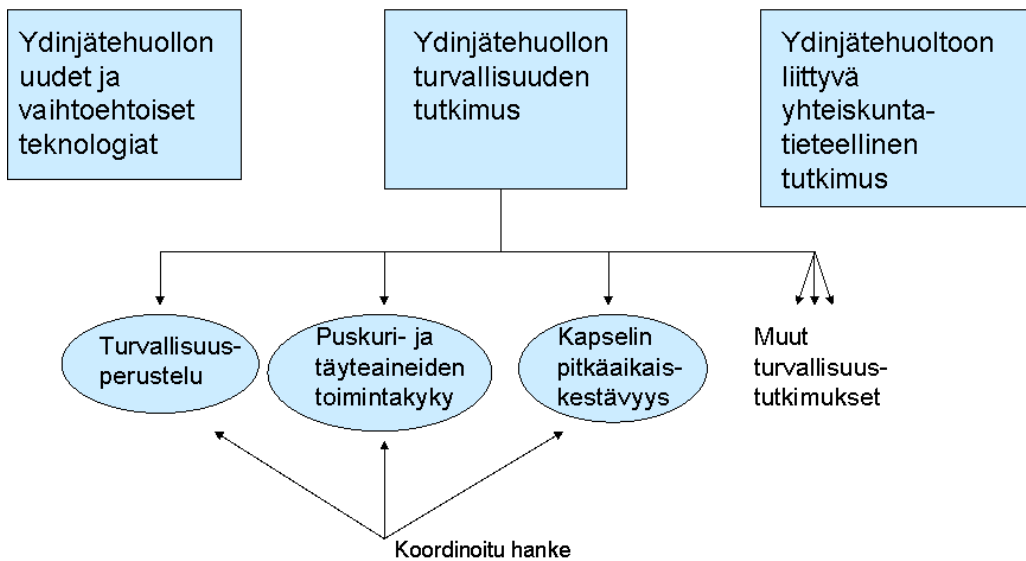 Ydinjätehuollon
uudet ja
vaihtoehtoiset
teknologiat
Ydinjätehuollon
turvallisuuden
tutkimus
Ydinjätehuoltoon
liittyvä
yhteiskunta-
tieteellinen
tutkimus
Turvallisuus-
perustelu
Puskuri- ja
täyteaineiden
toimintakyky
Kapselin
pitkäaikais-
kestävyys
Muut
turvallisuus-
tutkimukset
Koordinoitu hanke